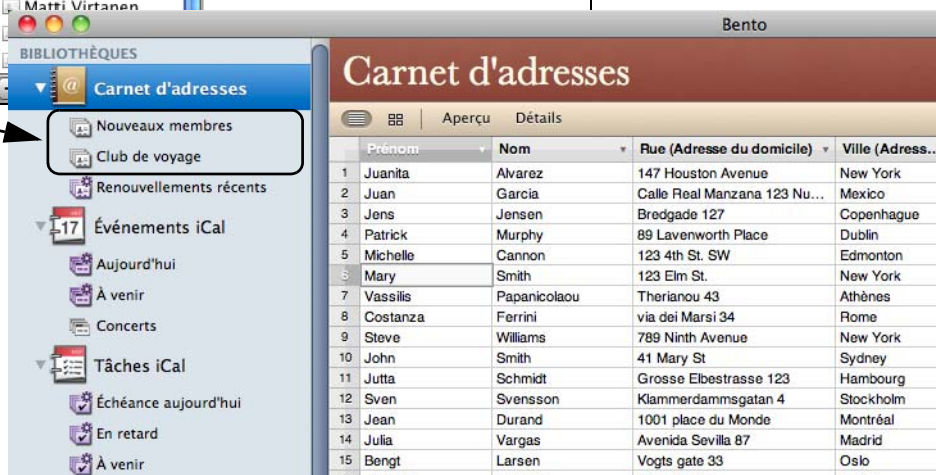 Matti Virtanen
Bento
BIBLIOTHÈQUES
Carnet d'adresses
Nouveaux membres
Club de voyage
Renouvellements récents
17 Événements iCal
Aujourd'hui
À venir
Concerts
Tâches iCal
Échéance aujourd'hui
En retard
À venir
Carnet d'adresses
Aperçu Détails
Prénom Nom Rue (Adresse du domicile) Ville (Adress...
1 Juanita Alvarez 147 Houston Avenue New York
2 Juan Garcia Calle Real Manzana 123 Nu... Mexico
3 Jens Jensen Bredgade 127 Copenhague
4 Patrick Murphy 89 Lavenworth Place Dublin
5 Michelle Cannon 123 4th St. SW Edmonton
6 Mary Smith 123 Elm St. New York
7 Vassilis Papanicolaou Therianou 43 Athènes
8 Costanza Ferrini via dei Marsi 34 Rome
9 Steve Williams 789 Ninth Avenue New York
10 John Smith 41 Mary St Sydney
11 Jutta Schmidt Grosse Elbestrasse 123 Hambourg
12 Sven Svensson Klammerdammsgatan 4 Stockholm
13 Jean Durand 1001 place du Monde Montréal
14 Julia Vargas Avenida Sevilla 87 Madrid
15 Bengt Larsen Vogts gate 33 Oslo